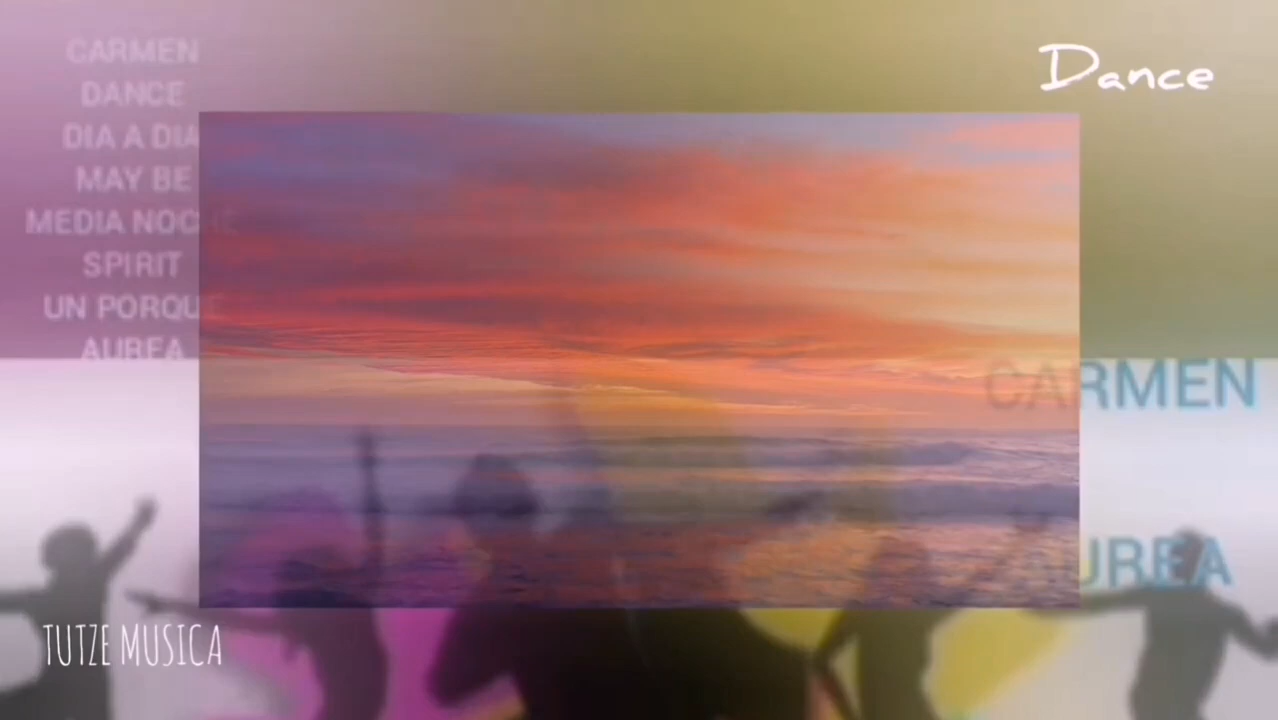 CARMEN
DANCE
DIA A DIA
MAY BE
MEDIA NOCHE
SPIRIT
UN PORQUE
AUREA
Dance
CARMEN
AUREA
TUTZE MUSICA